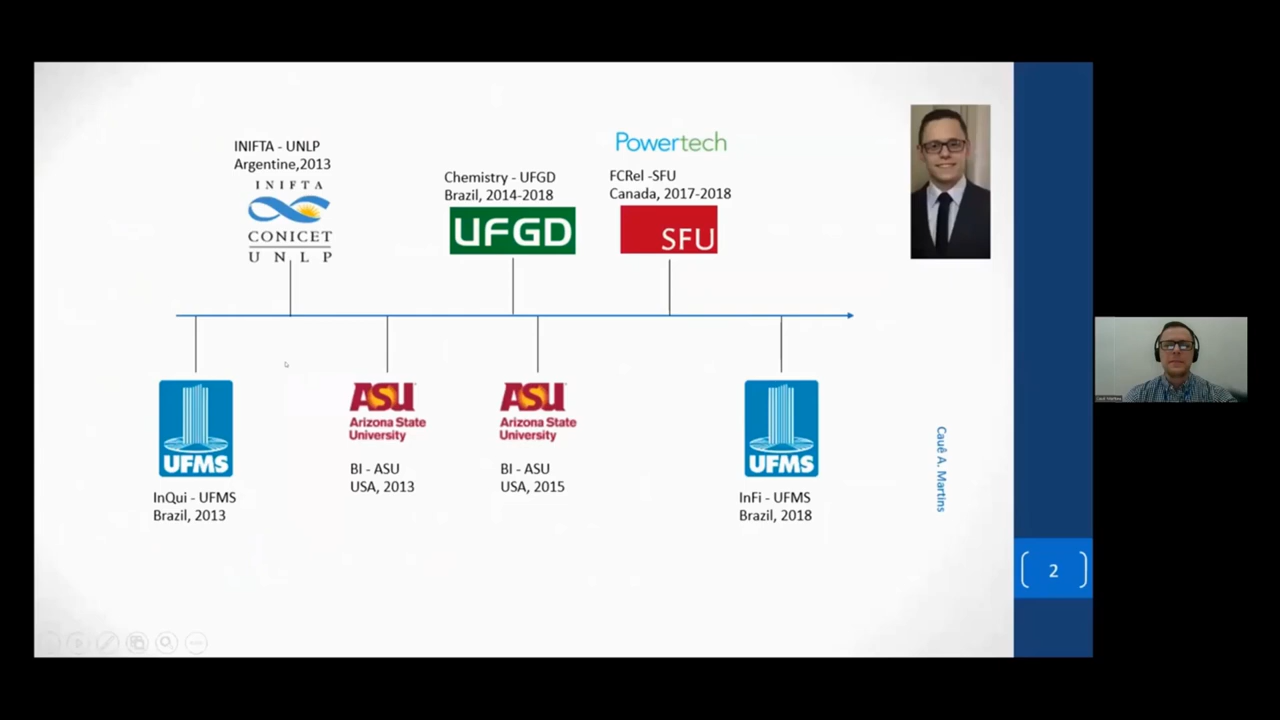 INIFTA - UNLP
Argentine,2013
INIFTA
CONICET
U N L P
Chemistry - UFGD
Brazil, 2014-2018
UFGD
Powertech
FCRel -SFU
Canada, 2017-2018
SFU
UFMS
InQui - UFMS
Brazil, 2013
ASU
Arizona State
University
BI - ASU
USA, 2013
ASU
Arizona State
University
BI - ASU
USA, 2015
UFMS
InFi - UFMS
Brazil, 2018
Cauê A. Martins
2